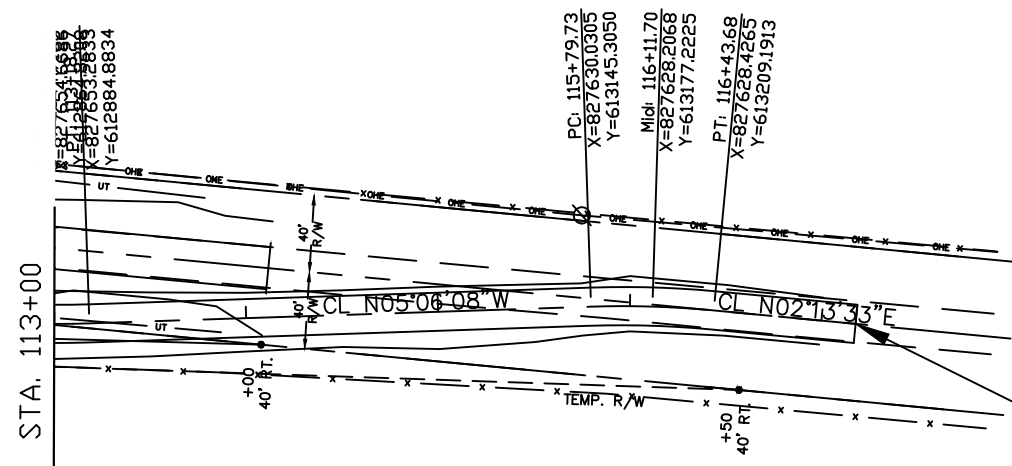 X=827653.2833
Y=612884.8834
PC: 115+79.73
X=827630.0305
Y=613145.3050
Mid: 116+11.70
X=827628.2068
Y=613177.2225
PT: 116+43.68
X=827628.4265
Y=613209.1913
OHE
OHE
OHE
OHE
OHE
OHE
OHE
OHE
OHE
OHE
UT
40'
R/W
40'
R/W
CL N05°06'08"W
CL N02°13'33"E
UT
STA. 113+00
+00
40' RT.
TEMP. R/W
+50
40' RT.